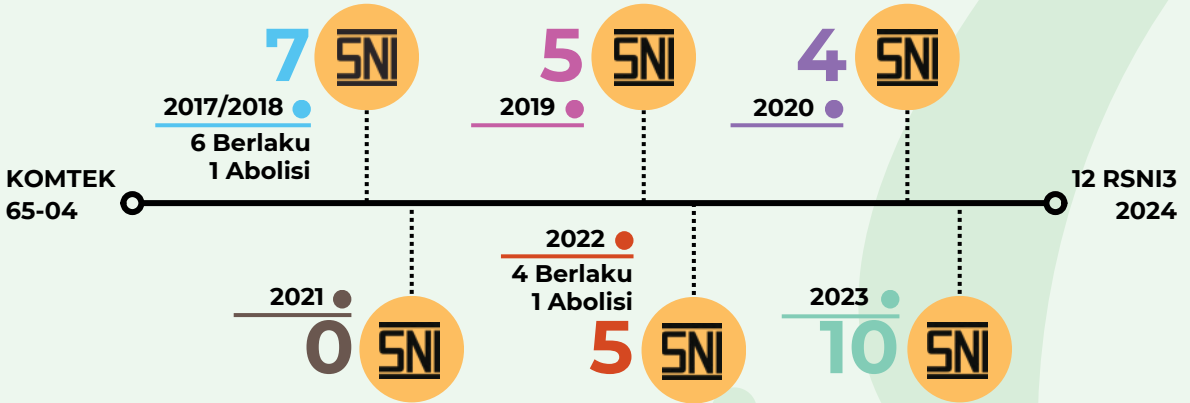 KOMTEK
65-04
7
SNI
2017/2018
6 Berlaku
1 Abolisi
5
SNI
2019
4
SNI
2020
2021
0
SNI
2022
4 Berlaku
1 Abolisi
5
SNI
2023
10
SNI
12 RSNI3
2024